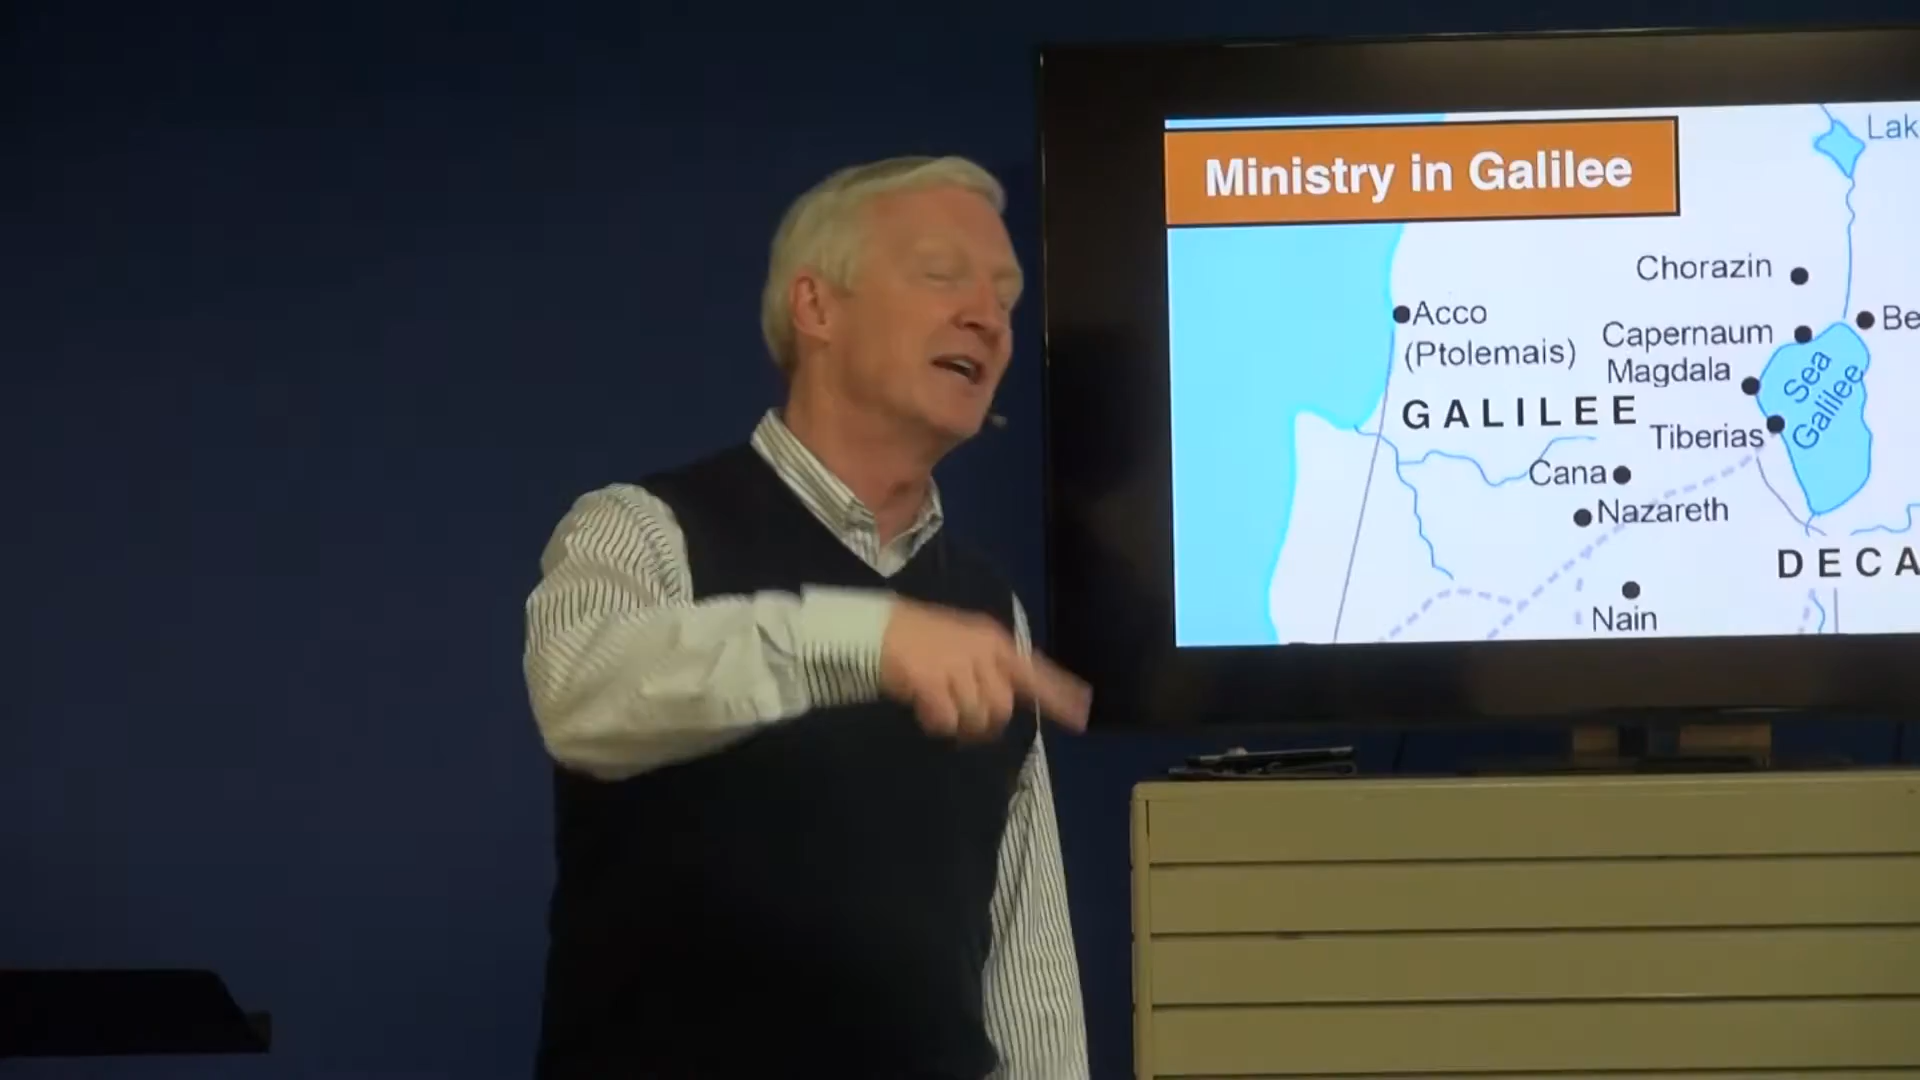 Ministry in Galilee
Lak
Chorazin
Acco
(Ptolemais)
Be
Capernaum
Magdala
Sea
Galilee
GALILEE
Tiberias
Cana
Nazareth
DECA
Nain